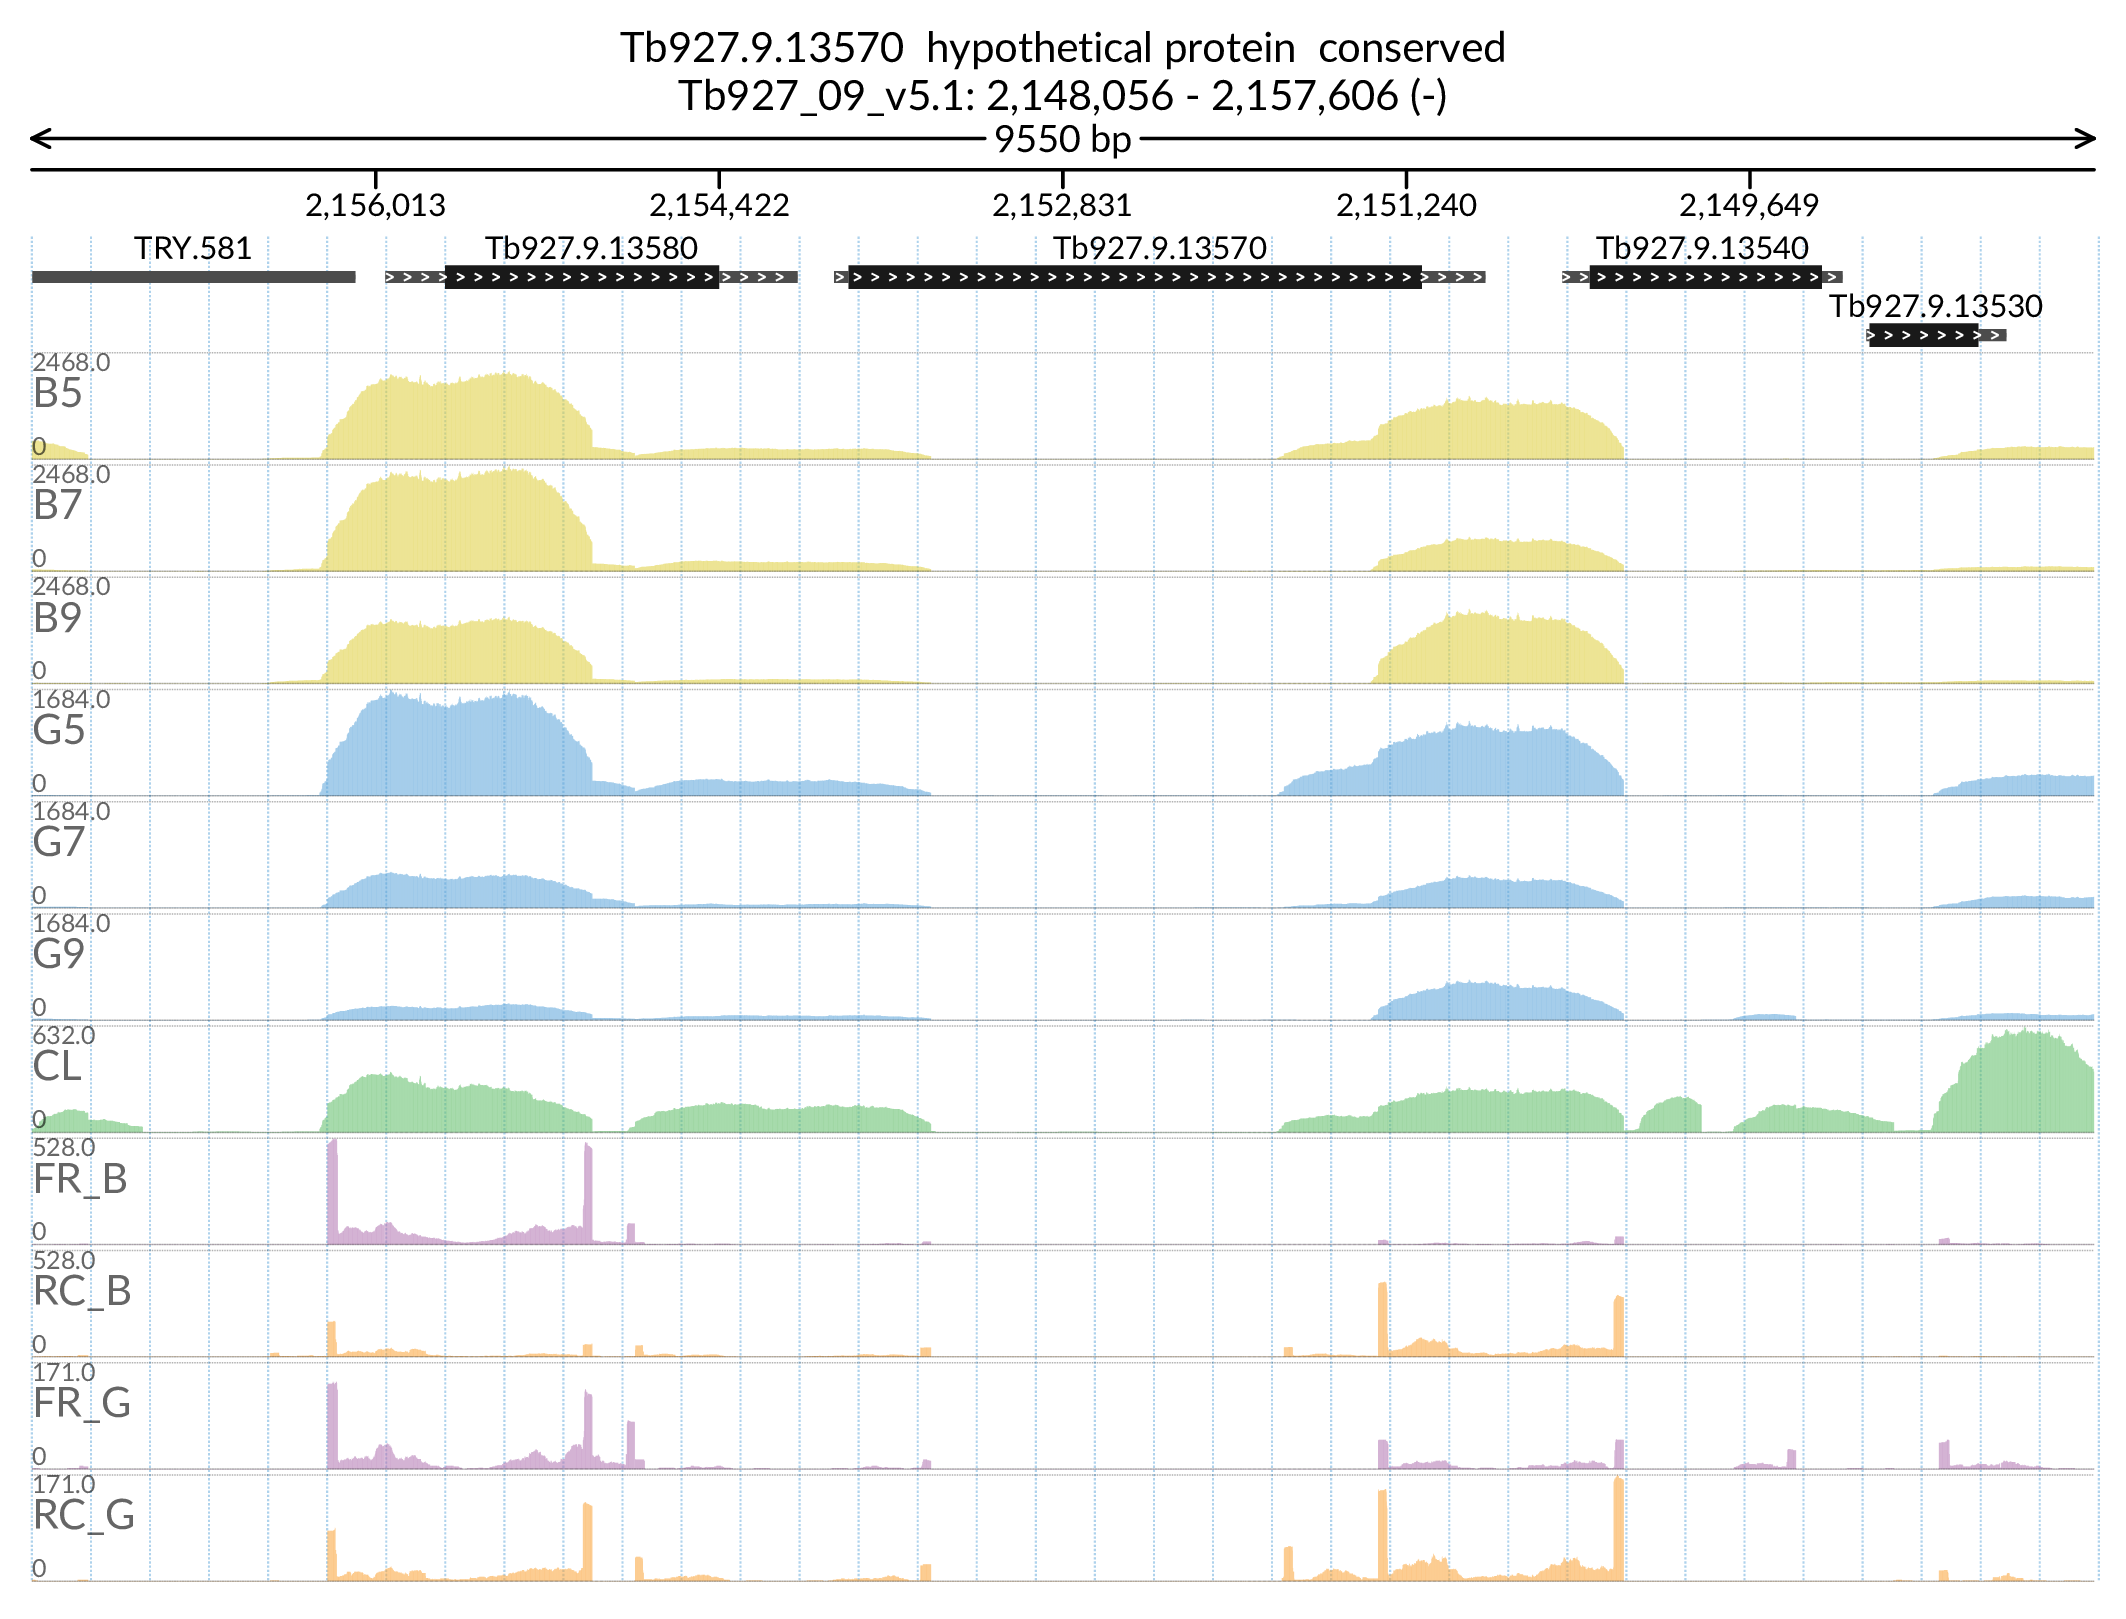 Tb927.9.13570 hypothetical protein conserved
Tb927_09_v5.1: 2,148,056 - 2,157,606 (-)
9550 bp
2,156,013 2,154,422 2,152,831 2,151,240 2,149,649
TRY.581 Tb927.9.13580 Tb927.9.13570 Tb927.9.13540
Tb927.9.13530
2468.0
B5
0
2468.0
B7
0
2468.0
B9
0
1684.0
G5
0
1684.0
G7
0
1684.0
G9
0
632.0
CL
0
528.0
FR_B
0
528.0
RC_B
0
171.0
FR_G
0
171.0
RC_G
0